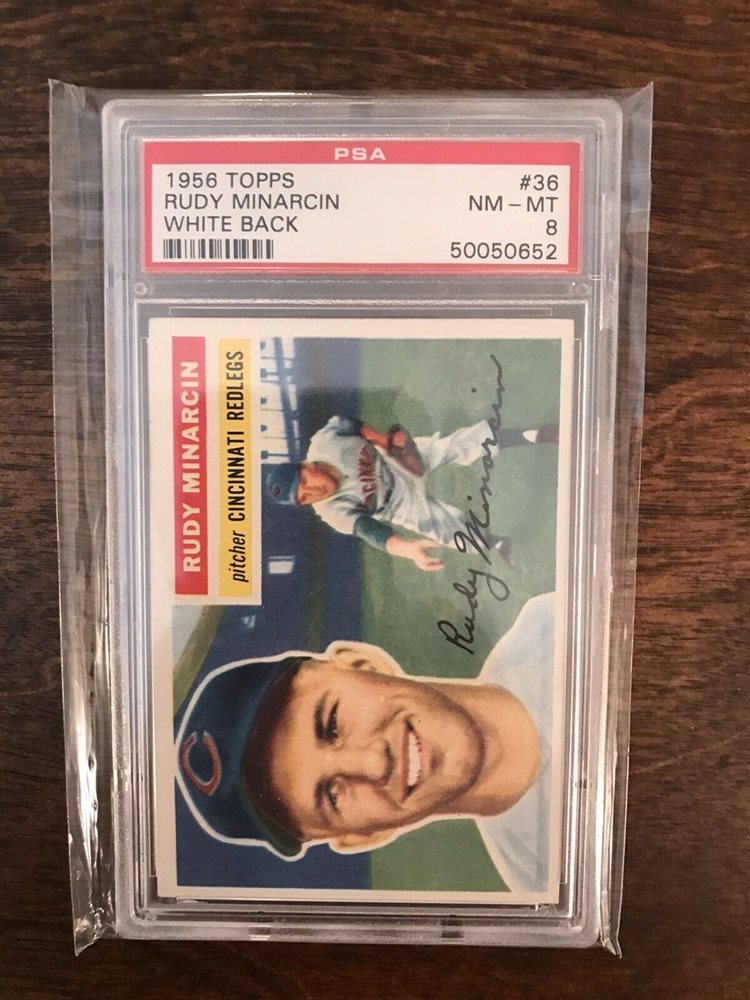 PSA
1956 TOPPS #36
RUDY MINARCIN NM - MT
WHITE BACK 8
50050652
RUDY MINARCIN
pitcher CINCINNATI REDLEGS
CINCINNATI
Rudy Minarcin
C